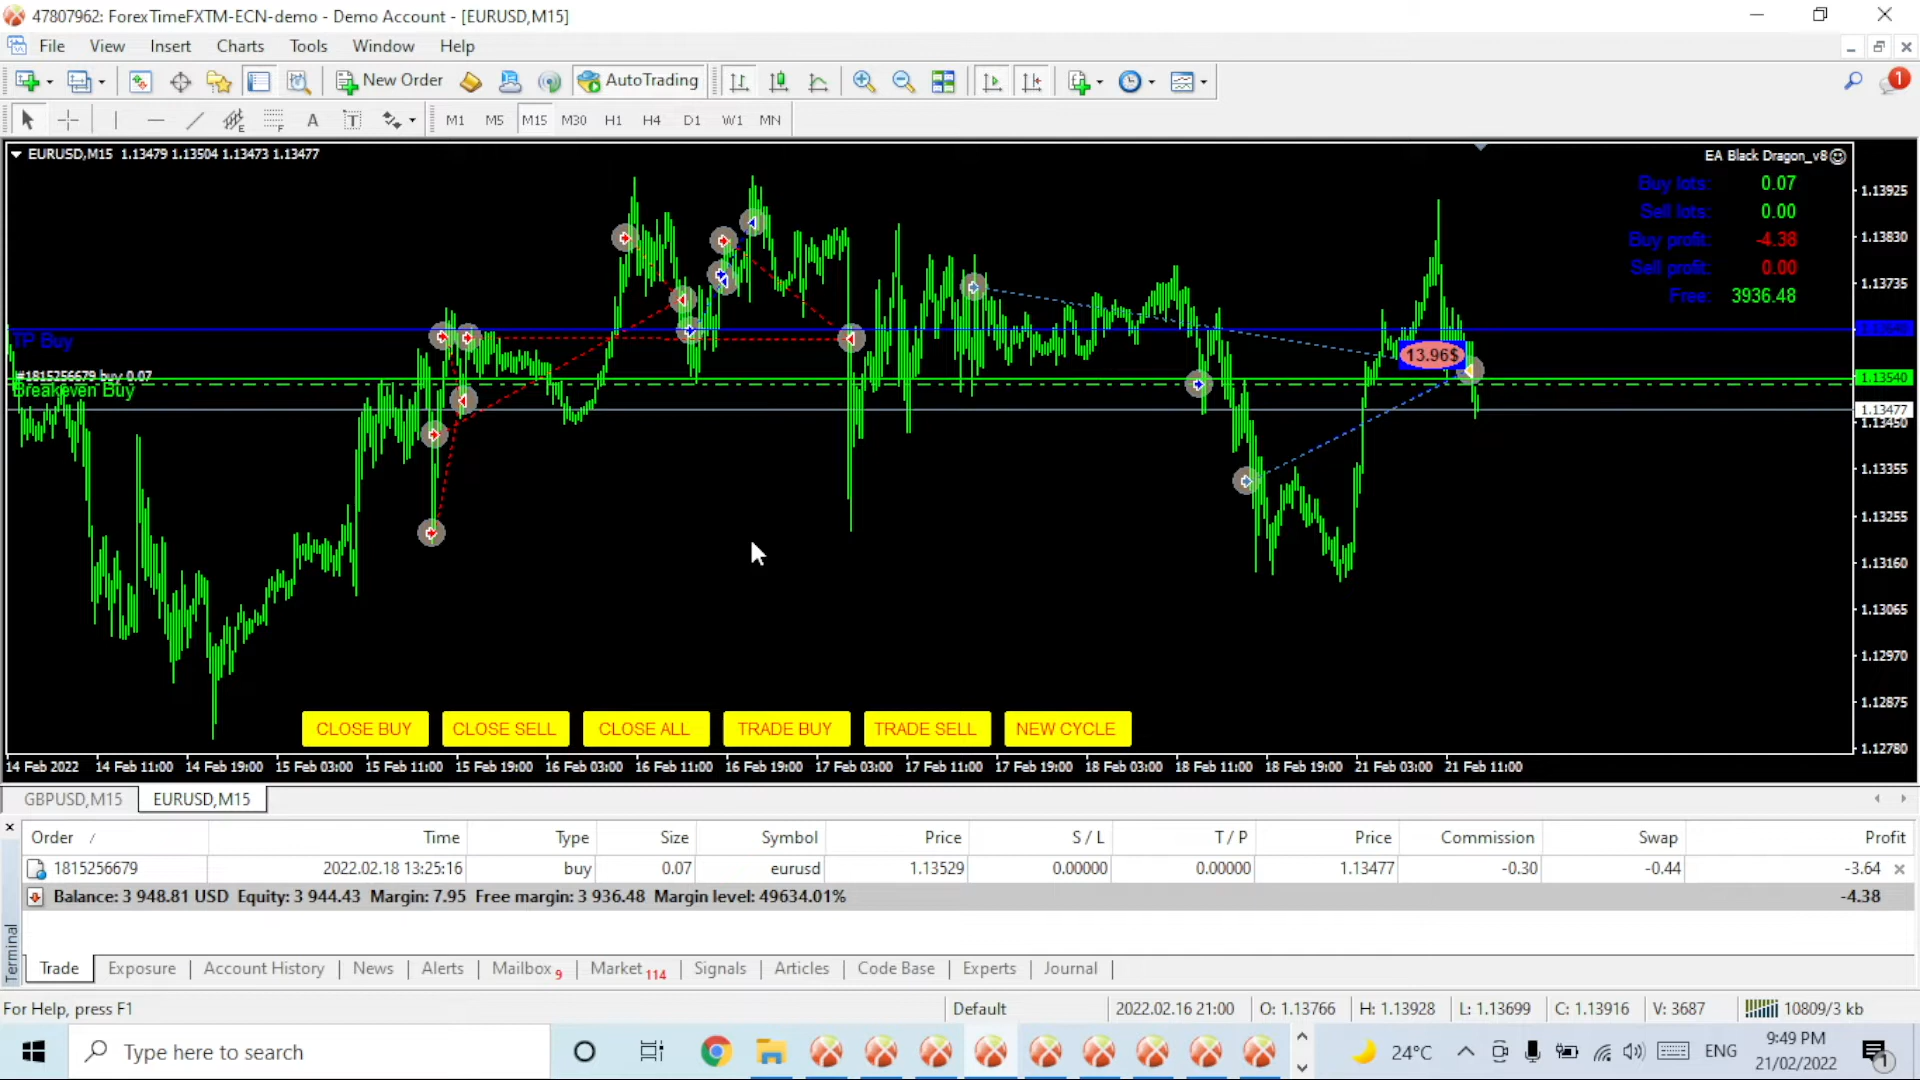 47807962: ForexTimeFXTM-ECN-demo - Demo Account - [EURUSD,M15]
File View Insert Charts Tools Window Help
New Order AutoTrading 1
A T M1 M5 M15 M30 H1 H4 D1 W1 MN
EURUSD,M15 1.13479 1.13504 1.13473 1.13477
EA Black Dragon_v8
Buy lots: 0.07
Sell lots: 0.00
Buy profit: -4.38
Sell profit: 0.00
Free: 3936.48
1.13925
1.13830
1.13735
TP Buy
13.96$
#1815256679 buy 0.07
1.13540
Breakeven Buy
1.13477
1.13450
1.13355
1.13255
1.13160
1.13065
1.12970
1.12875
1.12780
CLOSE BUY CLOSE SELL CLOSE ALL TRADE BUY TRADE SELL NEW CYCLE
14 Feb 2022 14 Feb 11:00 14 Feb 19:00 15 Feb 03:00 15 Feb 11:00 15 Feb 19:00 16 Feb 03:00 16 Feb 11:00 16 Feb 19:00 17 Feb 03:00 17 Feb 11:00 17 Feb 19:00 18 Feb 03:00 18 Feb 11:00 18 Feb 19:00 21 Feb 03:00 21 Feb 11:00
GBPUSD,M15 EURUSD,M15
Order / Time Type Size Symbol Price S / L T / P Price Commission Swap Profit
1815256679 2022.02.18 13:25:16 buy 0.07 eurusd 1.13529 0.00000 0.00000 1.13477 -0.30 -0.44 -3.64
Balance: 3 948.81 USD Equity: 3 944.43 Margin: 7.95 Free margin: 3 936.48 Margin level: 49634.01% -4.38
Terminal
Trade Exposure Account History News Alerts Mailbox 9 Market 114 Signals Articles Code Base Experts Journal
For Help, press F1 Default 2022.02.16 21:00 O: 1.13766 H: 1.13928 L: 1.13699 C: 1.13916 V: 3687 10809/3 kb
Type here to search 24°C ENG 9:49 PM
21/02/2022 1